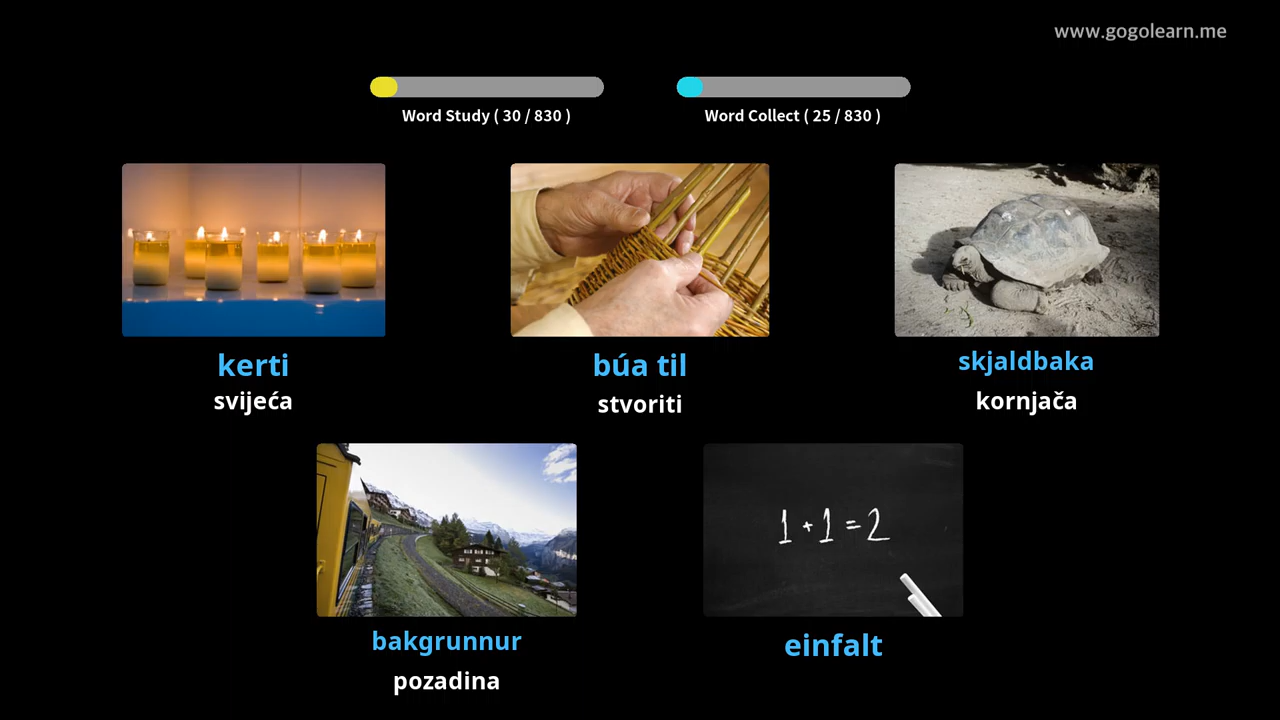 www.gogolearn.me
Word Study ( 30 / 830 )
Word Collect ( 25 / 830 )
kerti
svijeća
búa til
stvoriti
skjaldbaka
kornjača
bakgrunnur
pozadina
1 + 1 = 2
einfalt